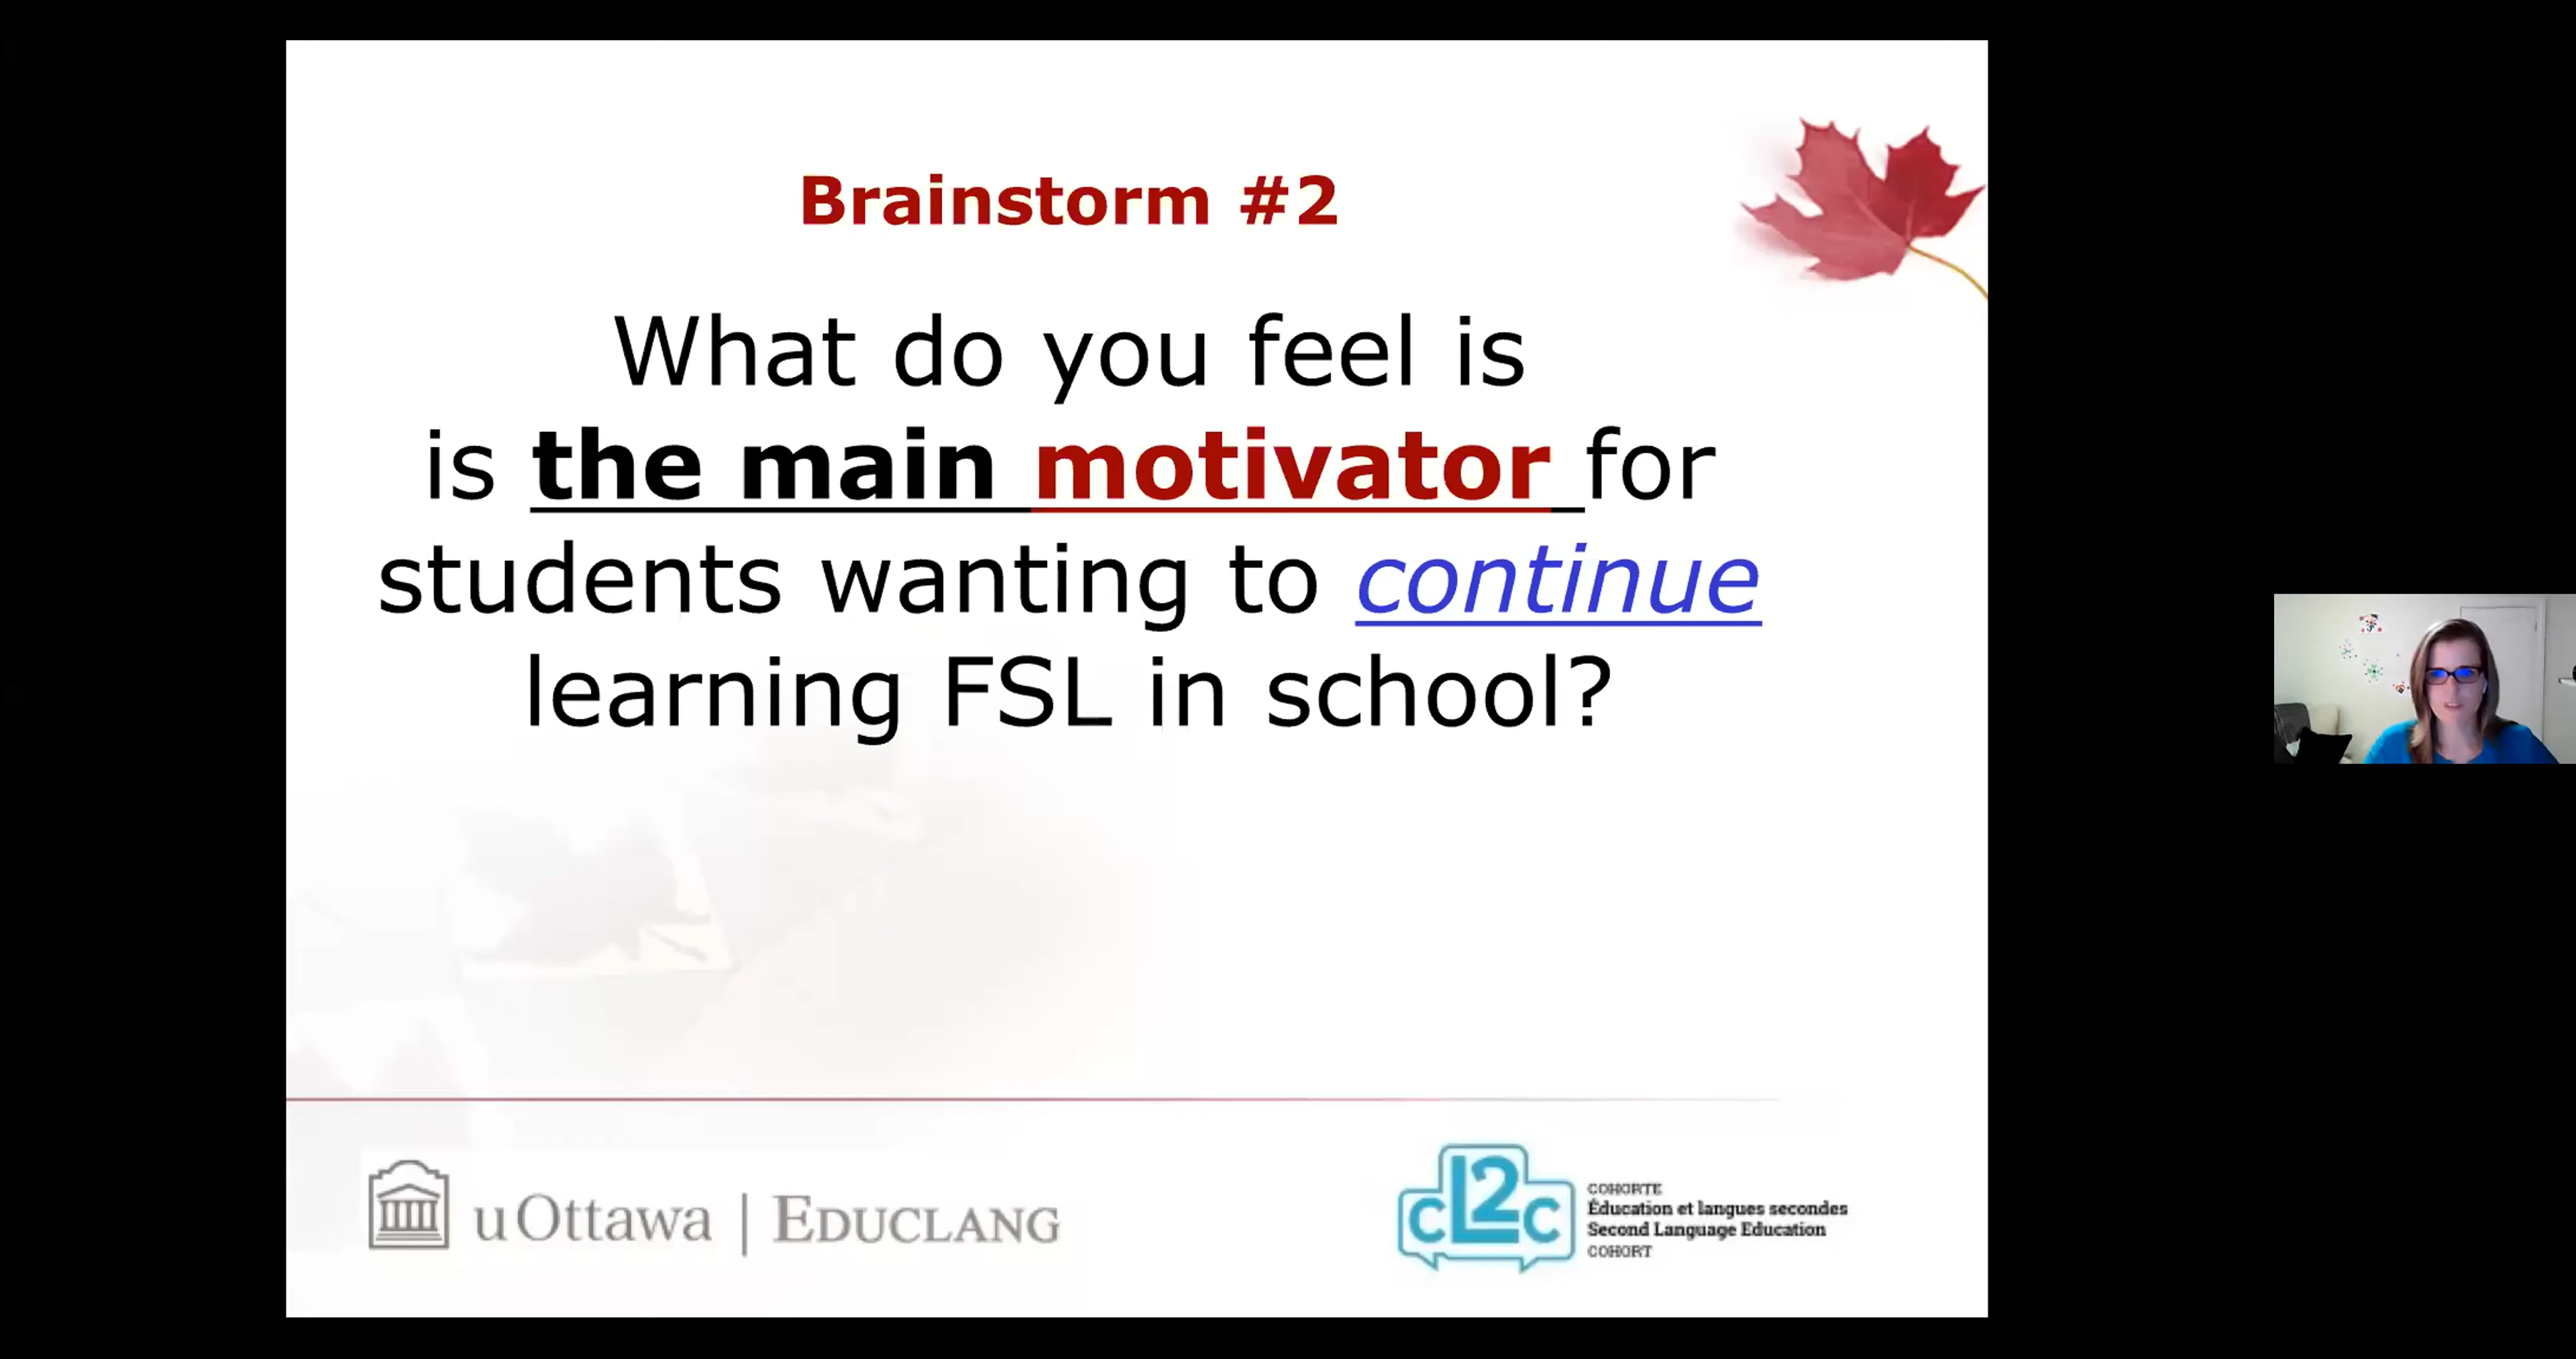 Brainstorm #2
What do you feel is
is the main motivator for
students wanting to continue
learning FSL in school?
uOttawa | EDUCLANG
cL2c
COHORTE
Éducation et langues secondes
Second Language Education
COHORT